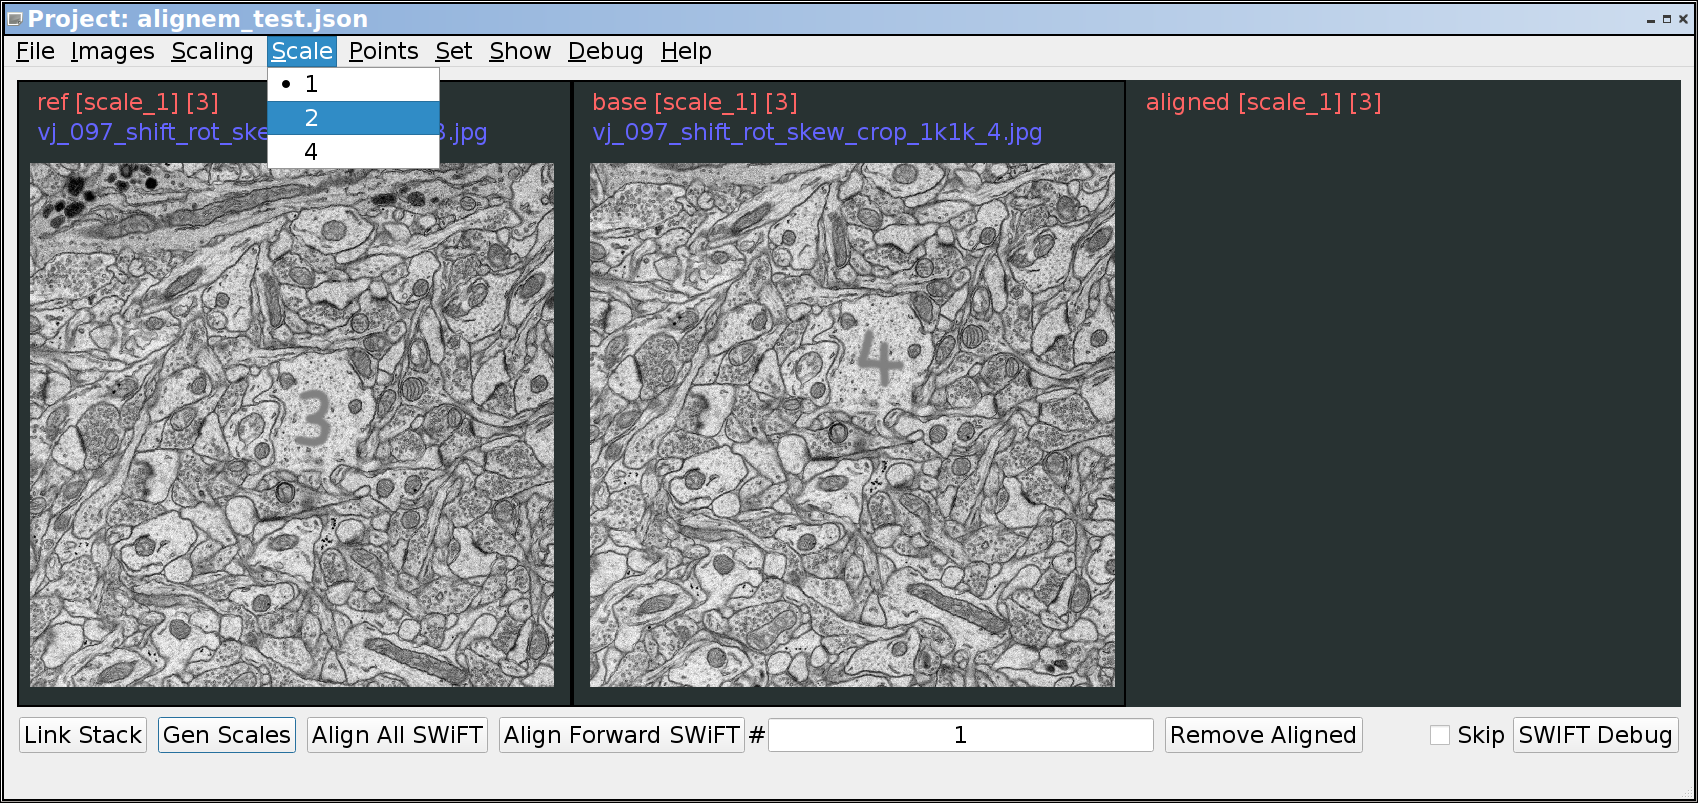 Project: alignem_test.json
File Images Scaling Scale Points Set Show Debug Help
• 1
2
4
ref [scale_1] [3]
vj_097_shift_rot_ske 3.jpg
base [scale_1] [3]
vj_097_shift_rot_skew_crop_1k1k_4.jpg
aligned [scale_1] [3]
3
4
Link Stack Gen Scales Align All SWiFT Align Forward SWiFT # 1 Remove Aligned Skip SWIFT Debug